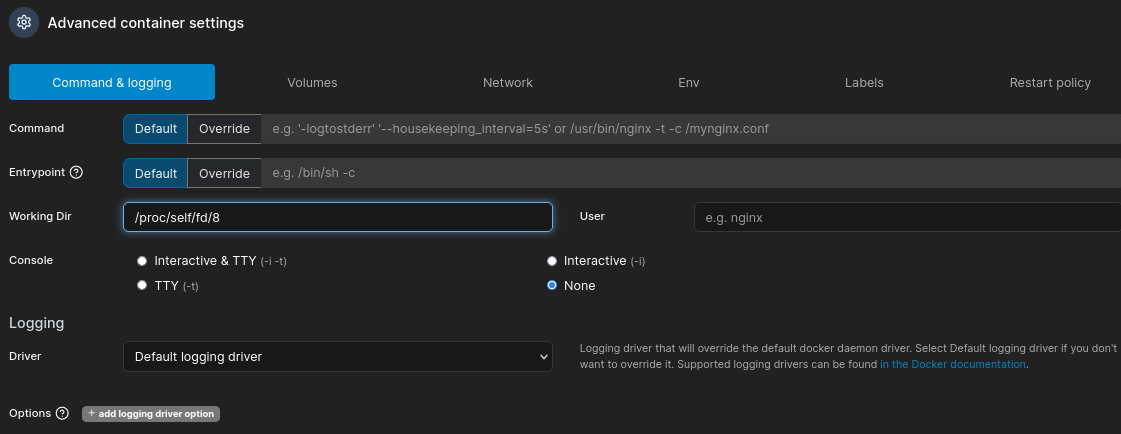 Advanced container settings
Command & logging Volumes Network Env Labels Restart policy
Command Default Override e.g. '-logtostderr' '--housekeeping_interval=5s' or /usr/bin/nginx -t -c /mynginx.conf
Entrypoint Default Override e.g. /bin/sh -c
Working Dir /proc/self/fd/8 User e.g. nginx
Console Interactive & TTY (-i -t) Interactive (-i)
TTY (-t) None
Logging
Driver Default logging driver
Logging driver that will override the default docker daemon driver. Select Default logging driver if you don't
want to override it. Supported logging drivers can be found in the Docker documentation.
Options + add logging driver option